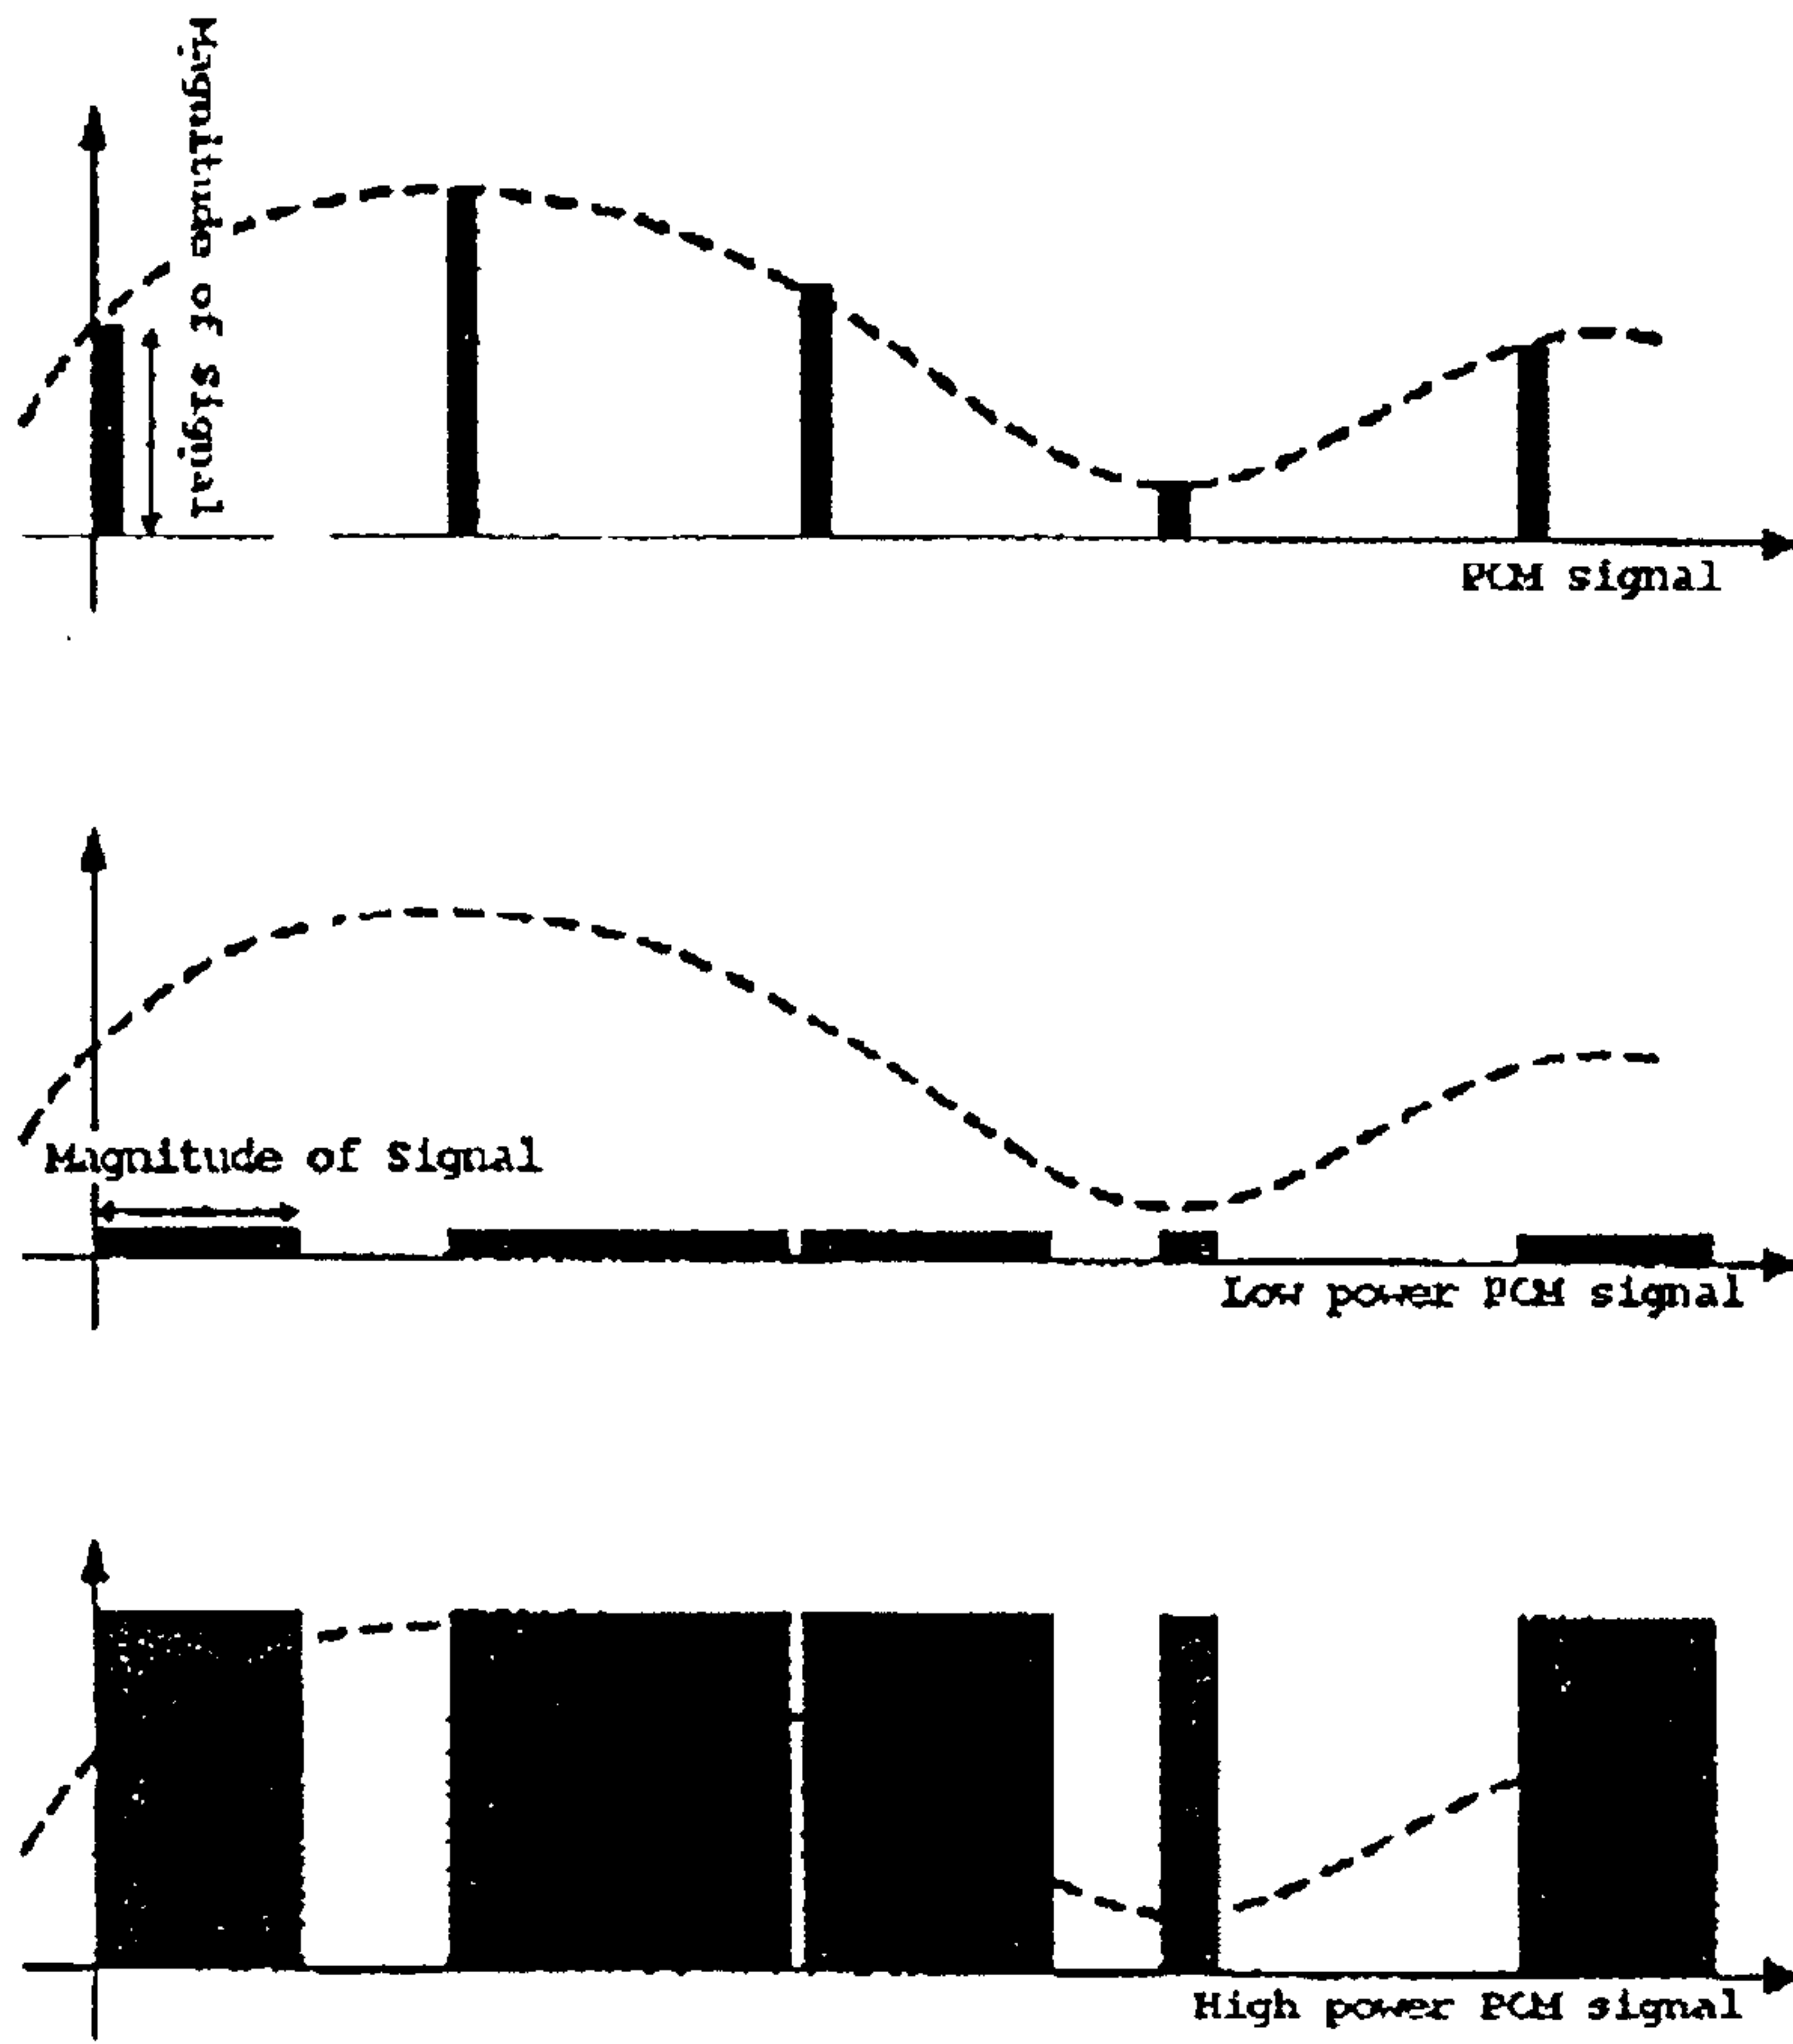 Magnitude of signal
PCM signal
Magnitude of Signal
Low power PCM signal
High power PCM signal